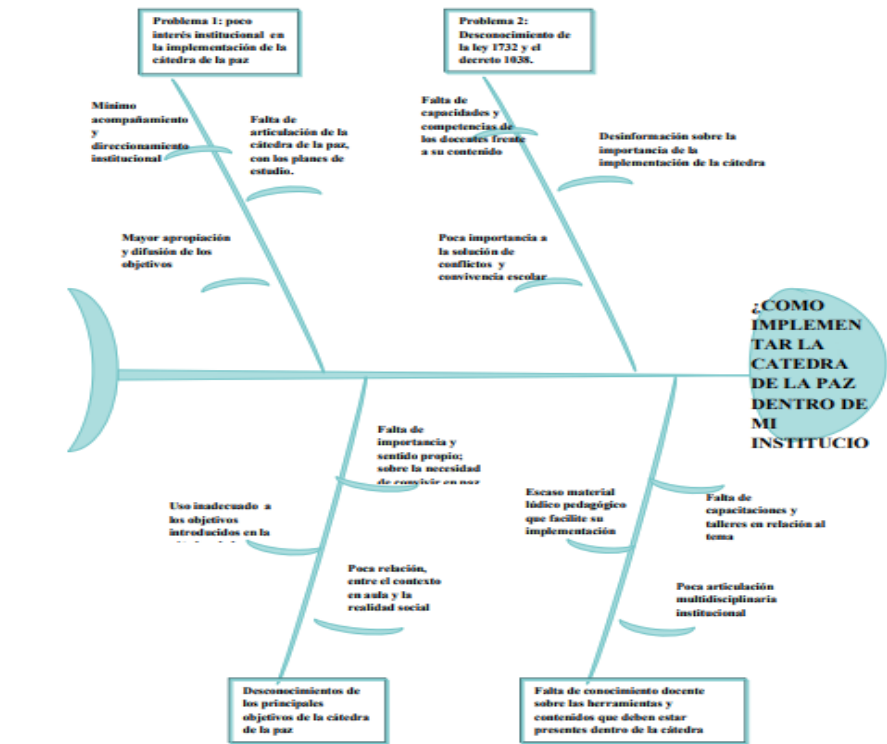 Problema 1: poco
interés institucional en
la implementación de la
cátedra de la paz
Problema 2:
Desconocimiento de
la ley 1732 y el
decreto 1038.
Mínimo
acompañamiento
y
direccionamiento
institucional
Falta de
articulación de la
cátedra de la paz,
con los planes de
estudio.
Falta de
capacidades y
competencias de
los docentes frente
a su contenido
Desinformación sobre la
importancia de la
implementación de la cátedra
Mayor apropiación
y difusión de los
objetivos
Poca importancia a
la solución de
conflictos y
convivencia escolar
¿COMO
IMPLEMEN
TAR LA
CATEDRA
DE LA PAZ
DENTRO DE
MI
INSTITUCIO
Falta de
importancia y
sentido propio;
sobre la necesidad
de convivir en paz
Uso inadecuado a
los objetivos
introducidos en la
Escaso material
lúdico pedagógico
que facilite su
implementación
Falta de
capacitaciones y
talleres en relación al
tema
Poca relación,
entre el contexto
en aula y la
realidad social
Poca articulación
multidisciplinaria
institucional
Desconocimientos de
los principales
objetivos de la cátedra
de la paz
Falta de conocimiento docente
sobre las herramientas y
contenidos que deben estar
presentes dentro de la cátedra